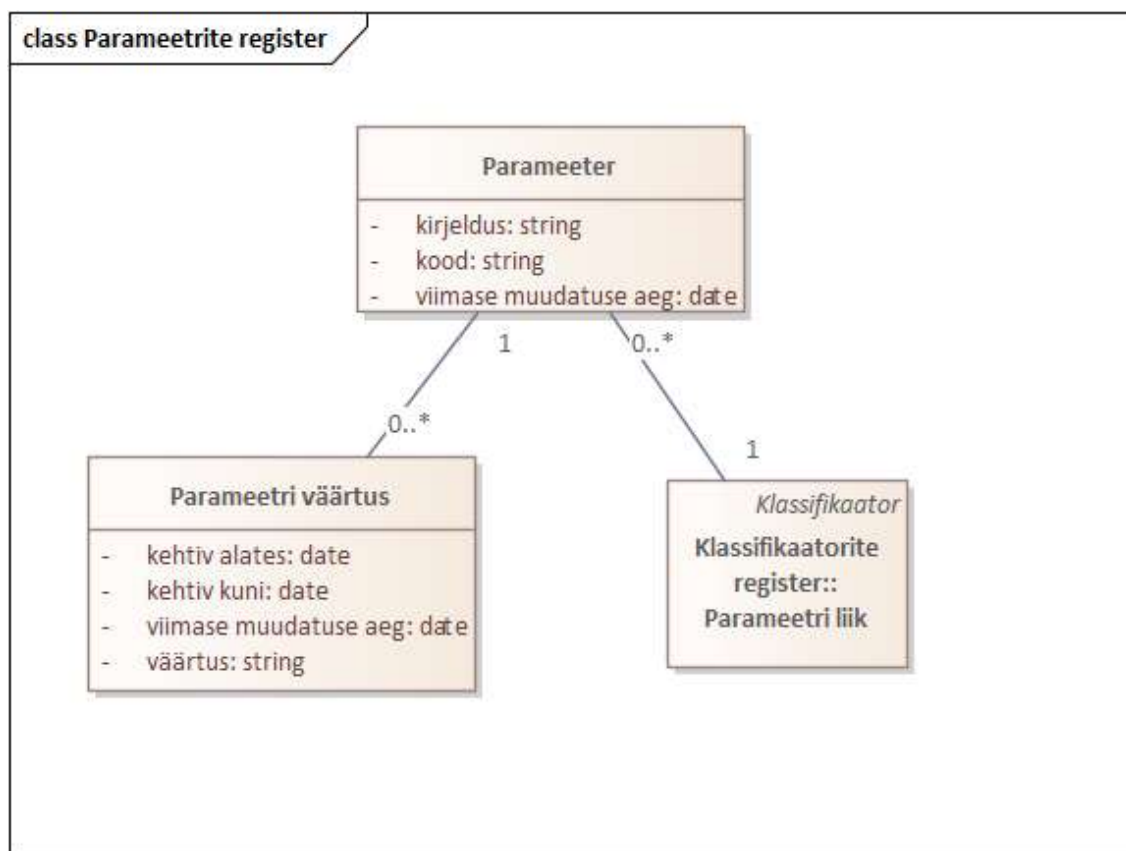 class Parameetrite register
Parameeter
- kirjeldus: string
- kood: string
- viimase muudatuse aeg: date
1
0..*
0..*
1
Parameetri väärtus
- kehtiv alates: date
- kehtiv kuni: date
- viimase muudatuse aeg: date
- väärtus: string
Klassifikaator
Klassifikaatorite
register::
Parameetri liik